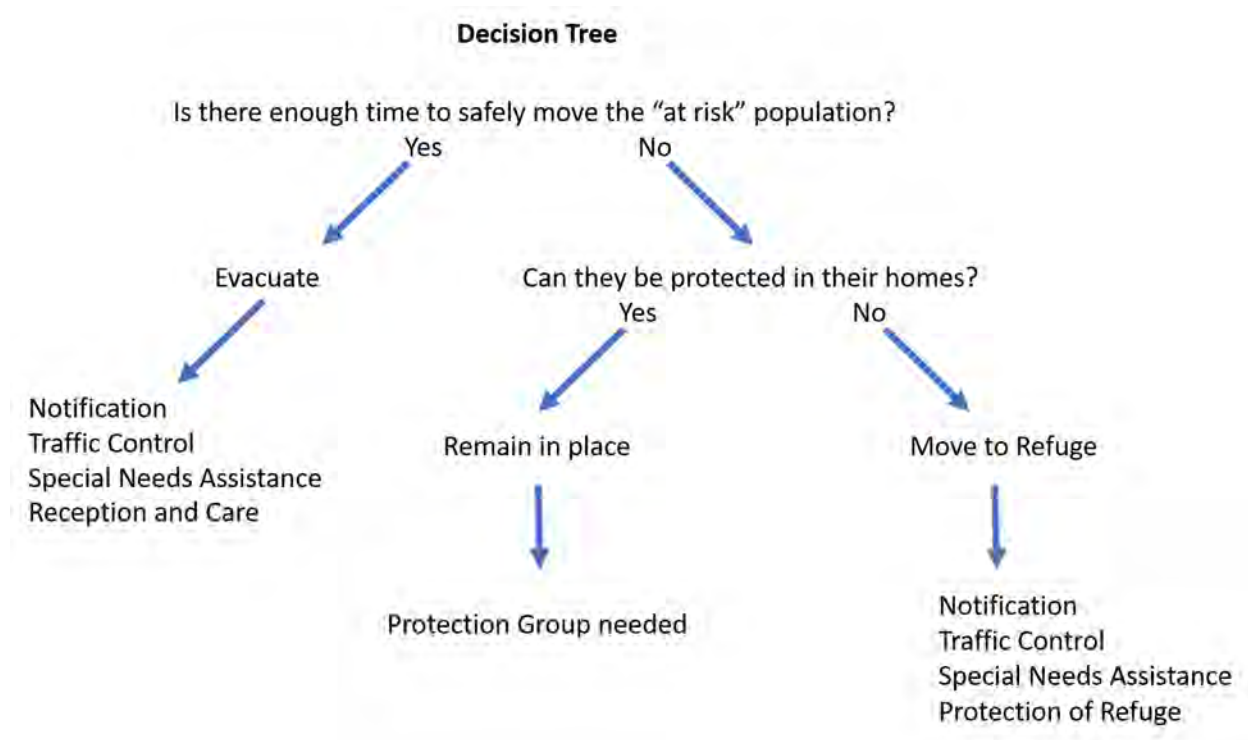 Decision Tree
Is there enough time to safely move the “at risk” population?
Yes
No
Evacuate
Can they be protected in their homes?
Yes
No
Notification
Traffic Control
Special Needs Assistance
Reception and Care
Remain in place
Move to Refuge
Protection Group needed
Notification
Traffic Control
Special Needs Assistance
Protection of Refuge